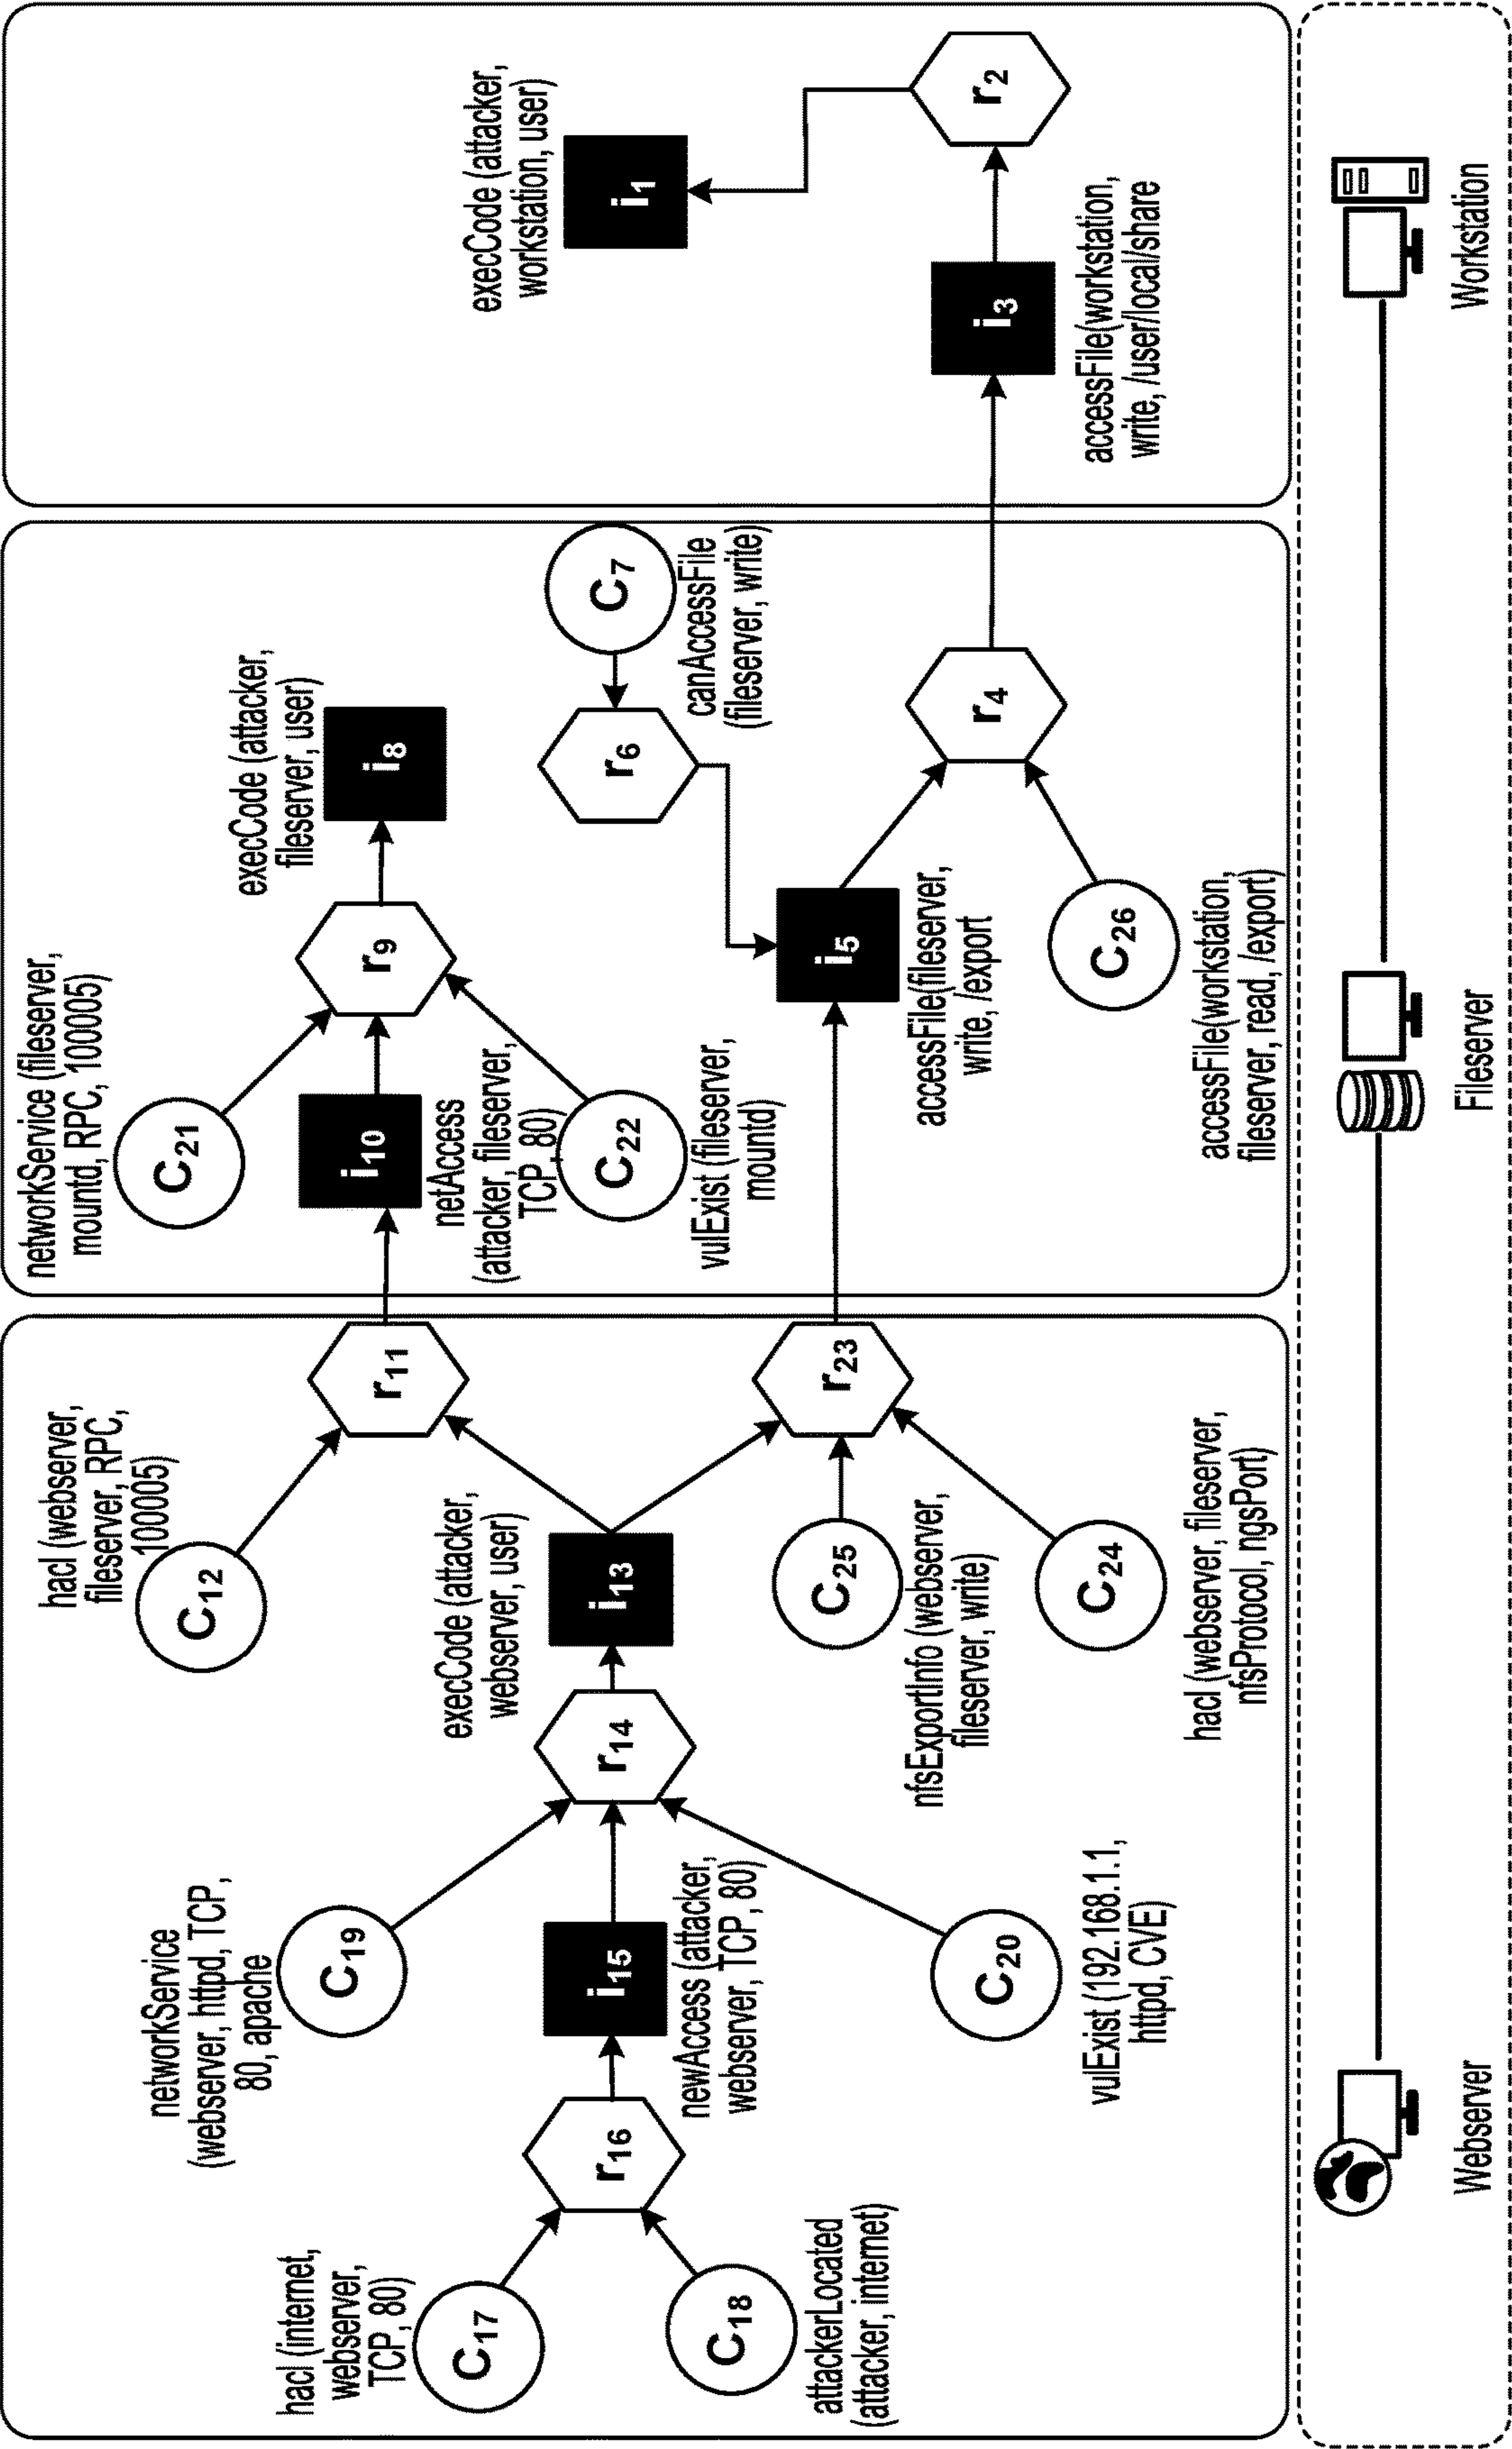 hacl (internet,
webserver,
TCP, 80)
C17
C18
attackerLocated
(attacker, internet)
r16
networkService
(webserver, httpd, TCP,
80, apache
C19
i15
newAccess (attacker,
webserver, TCP, 80)
C20
vulExist (192.168.1.1,
httpd, CVE)
r14
execCode (attacker,
webserver, user)
i13
hacl (webserver,
fileserver, RPC,
100005)
C12
r11
C25
nfsExportInfo (webserver,
fileserver, write)
C24
hacl (webserver, fileserver,
nfsProtocol, ngsPort)
r23
networkService (fileserver,
mountd, RPC, 100005)
C21
i10
netAccess
(attacker, fileserver,
TCP, 80)
C22
vulExist (fileserver,
mountd)
r9
execCode (attacker,
fileserver, user)
i8
C7
canAccessFile
(fileserver, write)
r6
i5
accessFile(fileserver,
write, /export
C26
accessFile(workstation,
fileserver, read, /export)
r4
execCode (attacker,
workstation, user)
i1
i3
accessFile(workstation,
write, /user/local/share
r2
Webserver
Fileserver
Workstation